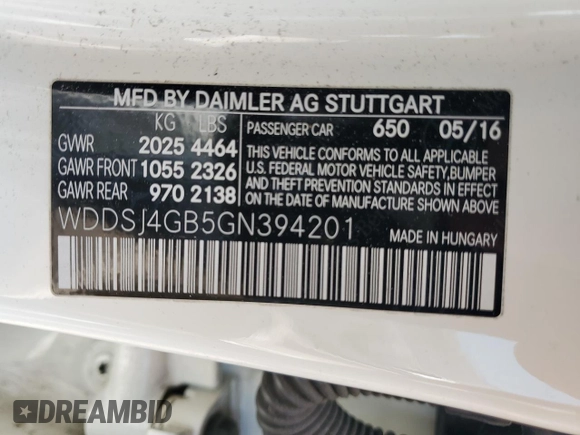 MFD BY DAIMLER AG STUTTGART
KG LBS
GVWR 2025 4464
GAWR FRONT 1055 2326
GAWR REAR 970 2138
PASSENGER CAR 650 05/16
THIS VEHICLE CONFORMS TO ALL APPLICABLE
U.S. FEDERAL MOTOR VEHICLE SAFETY,BUMPER
AND THEFT PREVENTION STANDARDS IN EFFECT
ON THE DATE OF MANUFACTURE SHOWN ABOVE.
WDDSJ4GB5GN394201
MADE IN HUNGARY
DREAMBID